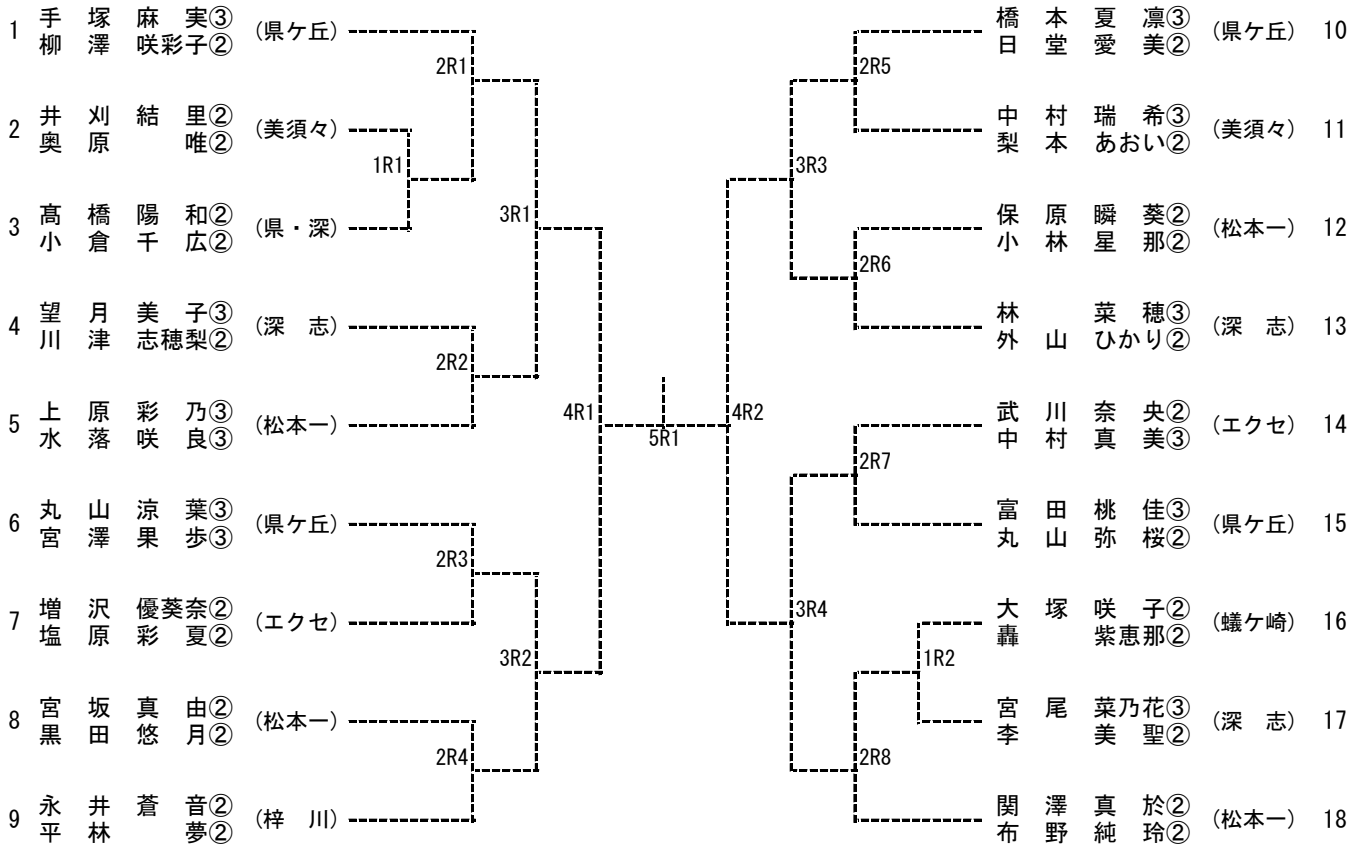 1 手塚麻実③ (県ケ丘)
柳澤咲彩子②
2R1
2 井刈結里② (美須々)
奥原唯②
1R1
3 髙橋陽和② (県・深)
小倉千広②
3R1
4 望月美子③ (深志)
川津志穂梨②
2R2
5 上原彩乃③ (松本一)
水落咲良③
4R1
6 丸山涼葉③ (県ケ丘)
宮澤果歩③
2R3
7 増沢優葵奈② (エクセ)
塩原彩夏②
3R2
8 宮坂真由② (松本一)
黒田悠月②
2R4
9 永井蒼音② (梓川)
平林夢②
5R1
橋本夏凛③ (県ケ丘) 10
日堂愛美②
2R5
中村瑞希③ (美須々) 11
梨本あおい②
3R3
保原瞬葵② (松本一) 12
小林星那②
2R6
林菜穂③ (深志) 13
外山ひかり②
4R2
武川奈央② (エクセ) 14
中村真美③
2R7
富田桃佳③ (県ケ丘) 15
丸山弥桜②
3R4
大塚咲子② (蟻ケ崎) 16
轟紫恵那②
1R2
宮尾菜乃花③ (深志) 17
李美聖②
2R8
関澤真於② (松本一) 18
布野純玲②